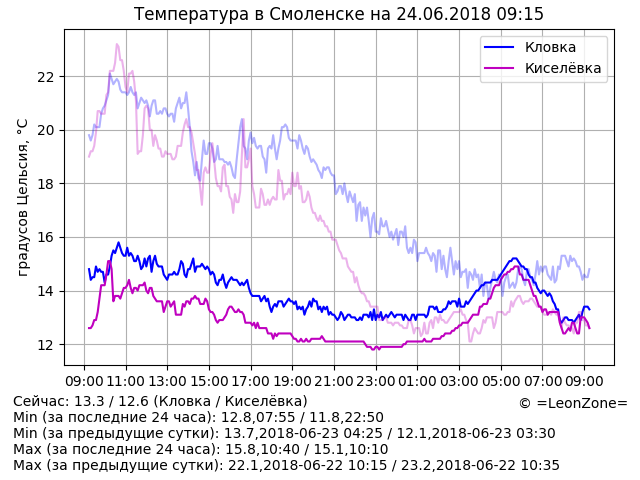 Температура в Смоленске на 24.06.2018 09:15
Кловка
Киселёвка
градусов Цельсия, °C
22
20
18
16
14
12
09:00 11:00 13:00 15:00 17:00 19:00 21:00 23:00 01:00 03:00 05:00 07:00 09:00
Сейчас: 13.3 / 12.6 (Кловка / Киселёвка)
© =LeonZone=
Min (за последние 24 часа): 12.8,07:55 / 11.8,22:50
Min (за предыдущие сутки): 13.7,2018-06-23 04:25 / 12.1,2018-06-23 03:30
Max (за последние 24 часа): 15.8,10:40 / 15.1,10:10
Max (за предыдущие сутки): 22.1,2018-06-22 10:15 / 23.2,2018-06-22 10:35